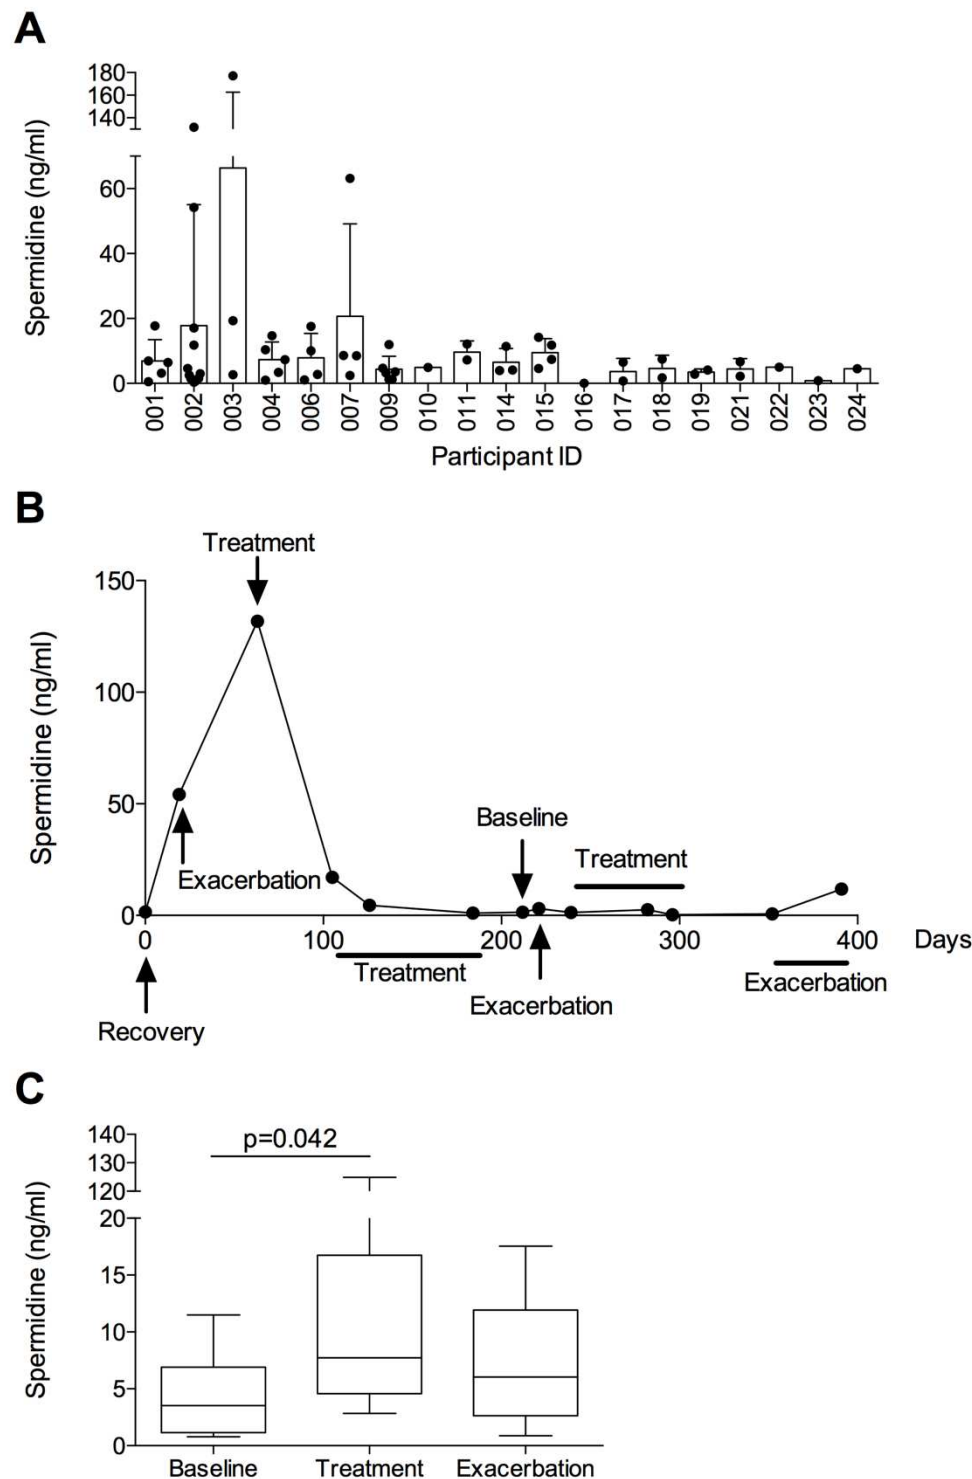 A
180
160
140
60
40
20
0
Spermidine (ng/ml)
001 002 003 004 006 007 009 010 011 014 015 016 017 018 019 021 022 023 024
Participant ID
B
Treatment
150
100
50
0
Spermidine (ng/ml)
Baseline
Treatment
Exacerbation
0 100 200 300 400 Days
Treatment
Exacerbation
Exacerbation
Recovery
C
140
130
120
20
15
10
5
0
p=0.042
Spermidine (ng/ml)
Baseline Treatment Exacerbation